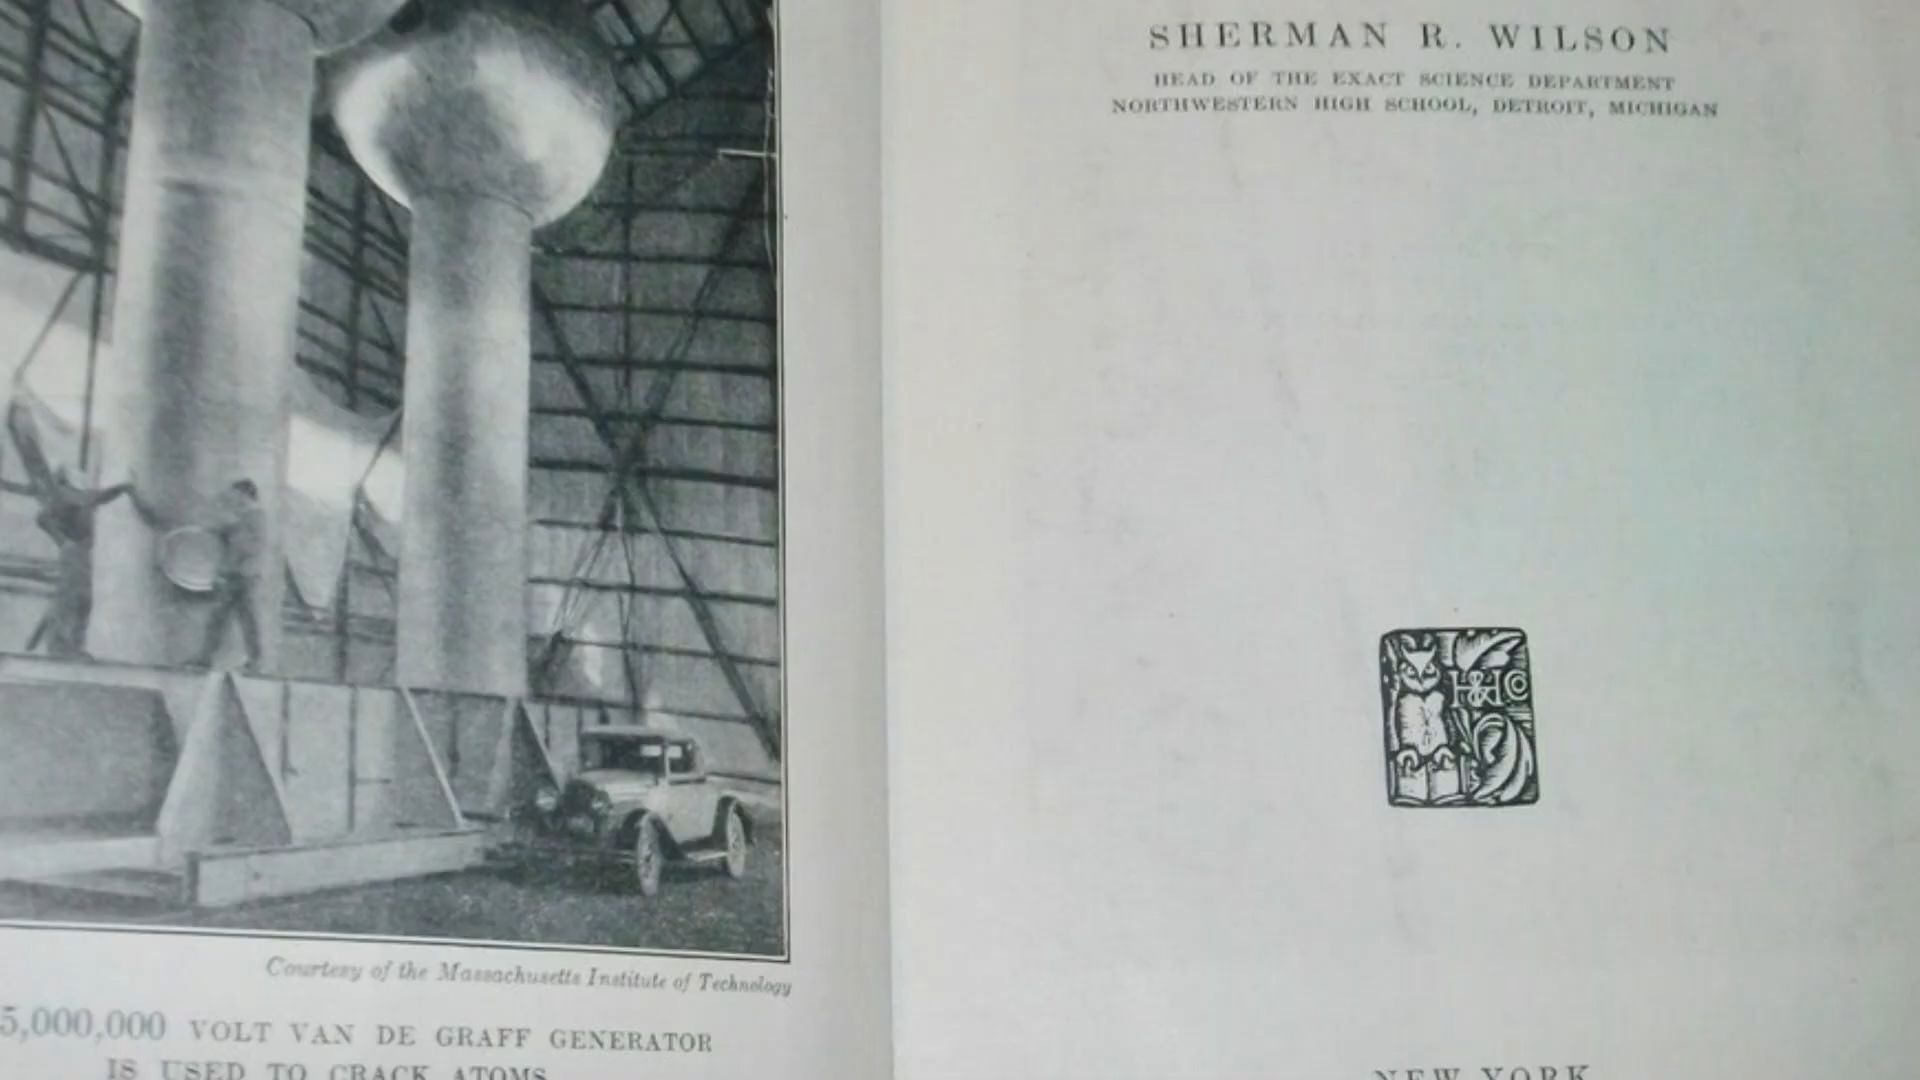 Courtesy of the Massachusetts Institute of Technology
5,000,000 VOLT VAN DE GRAFF GENERATOR
IS USED TO CRACK ATOMS
SHERMAN R. WILSON
HEAD OF THE EXACT SCIENCE DEPARTMENT
NORTHWESTERN HIGH SCHOOL, DETROIT, MICHIGAN
H&H Co
NEW YORK